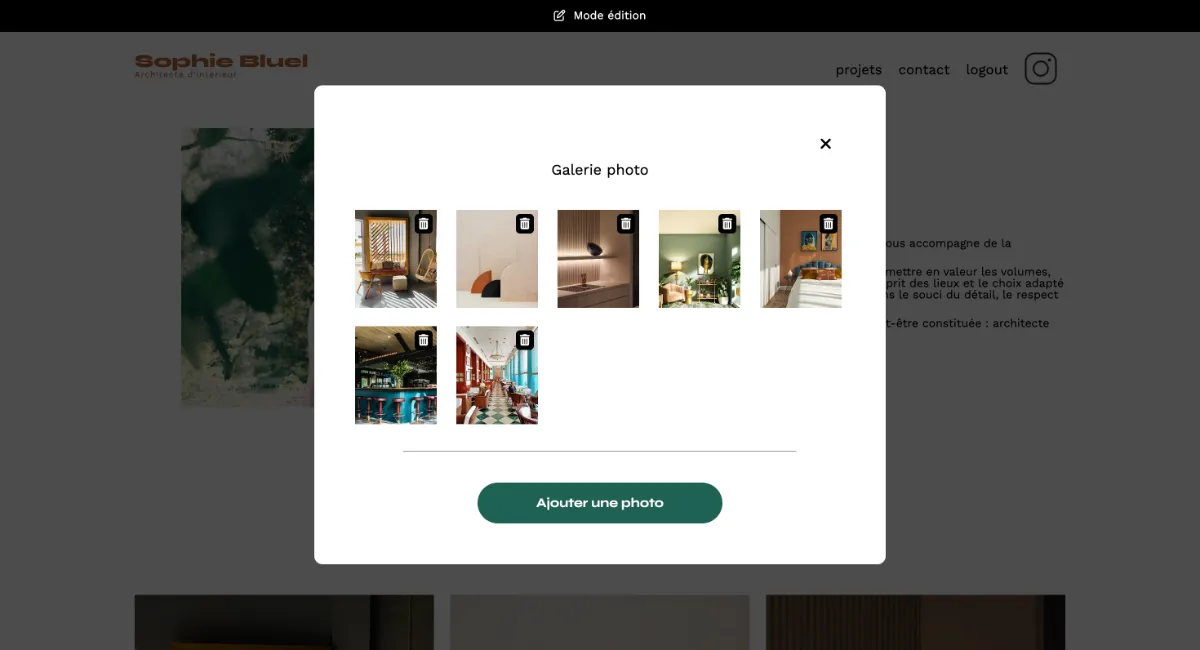 Mode édition
Sophie Bluel
Architecte d'intérieur
projets
contact
logout
Galerie photo
ous accompagne de la
mettre en valeur les volumes,
prit des lieux et le choix adapté
le souci du détail, le respect
t-être constituée : architecte
Ajouter une photo